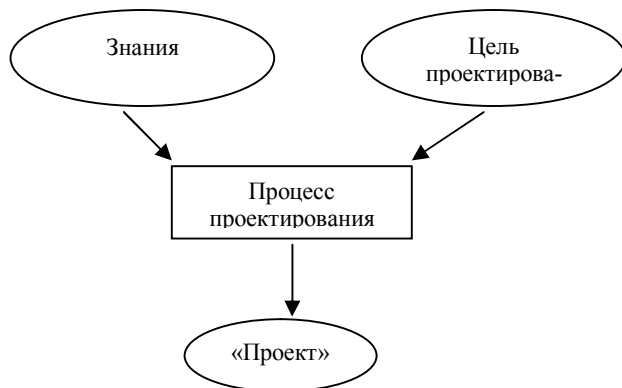 Знания
Цель
проектирова-
Процесс
проектирования
«Проект»